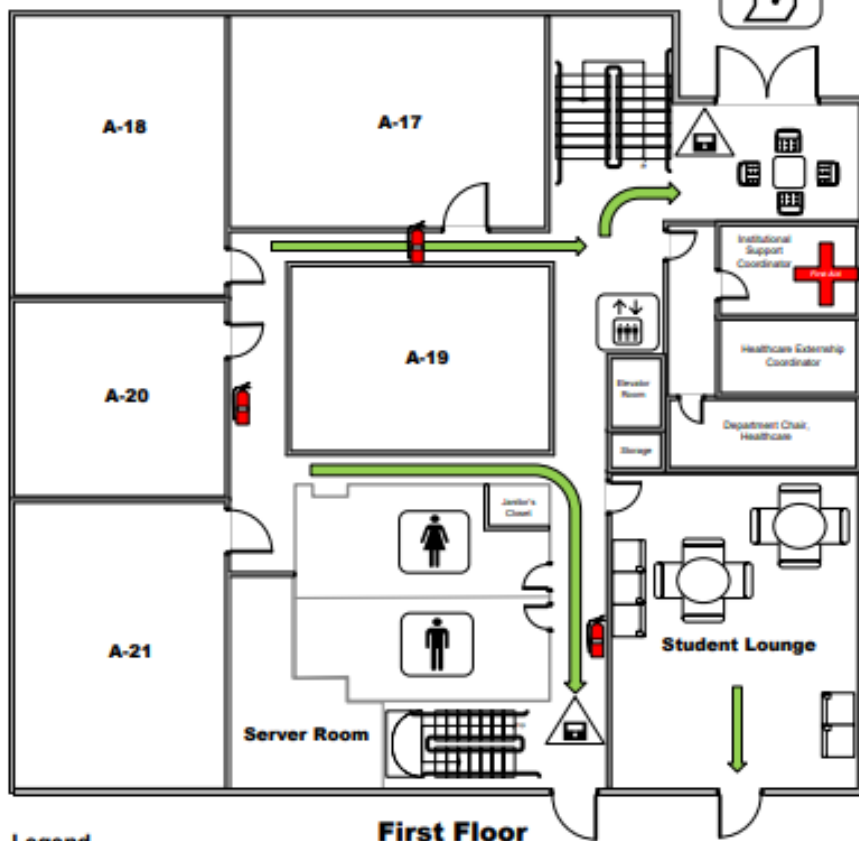 A-18
A-17
Institutional
Support
Coordinator
First Aid
A-19
Healthcare Externship
Coordinator
Elevator
Room
A-20
Department Chair,
Healthcare
Storage
Janitor's
Closet
A-21
Student Lounge
Server Room
First Floor
Legend